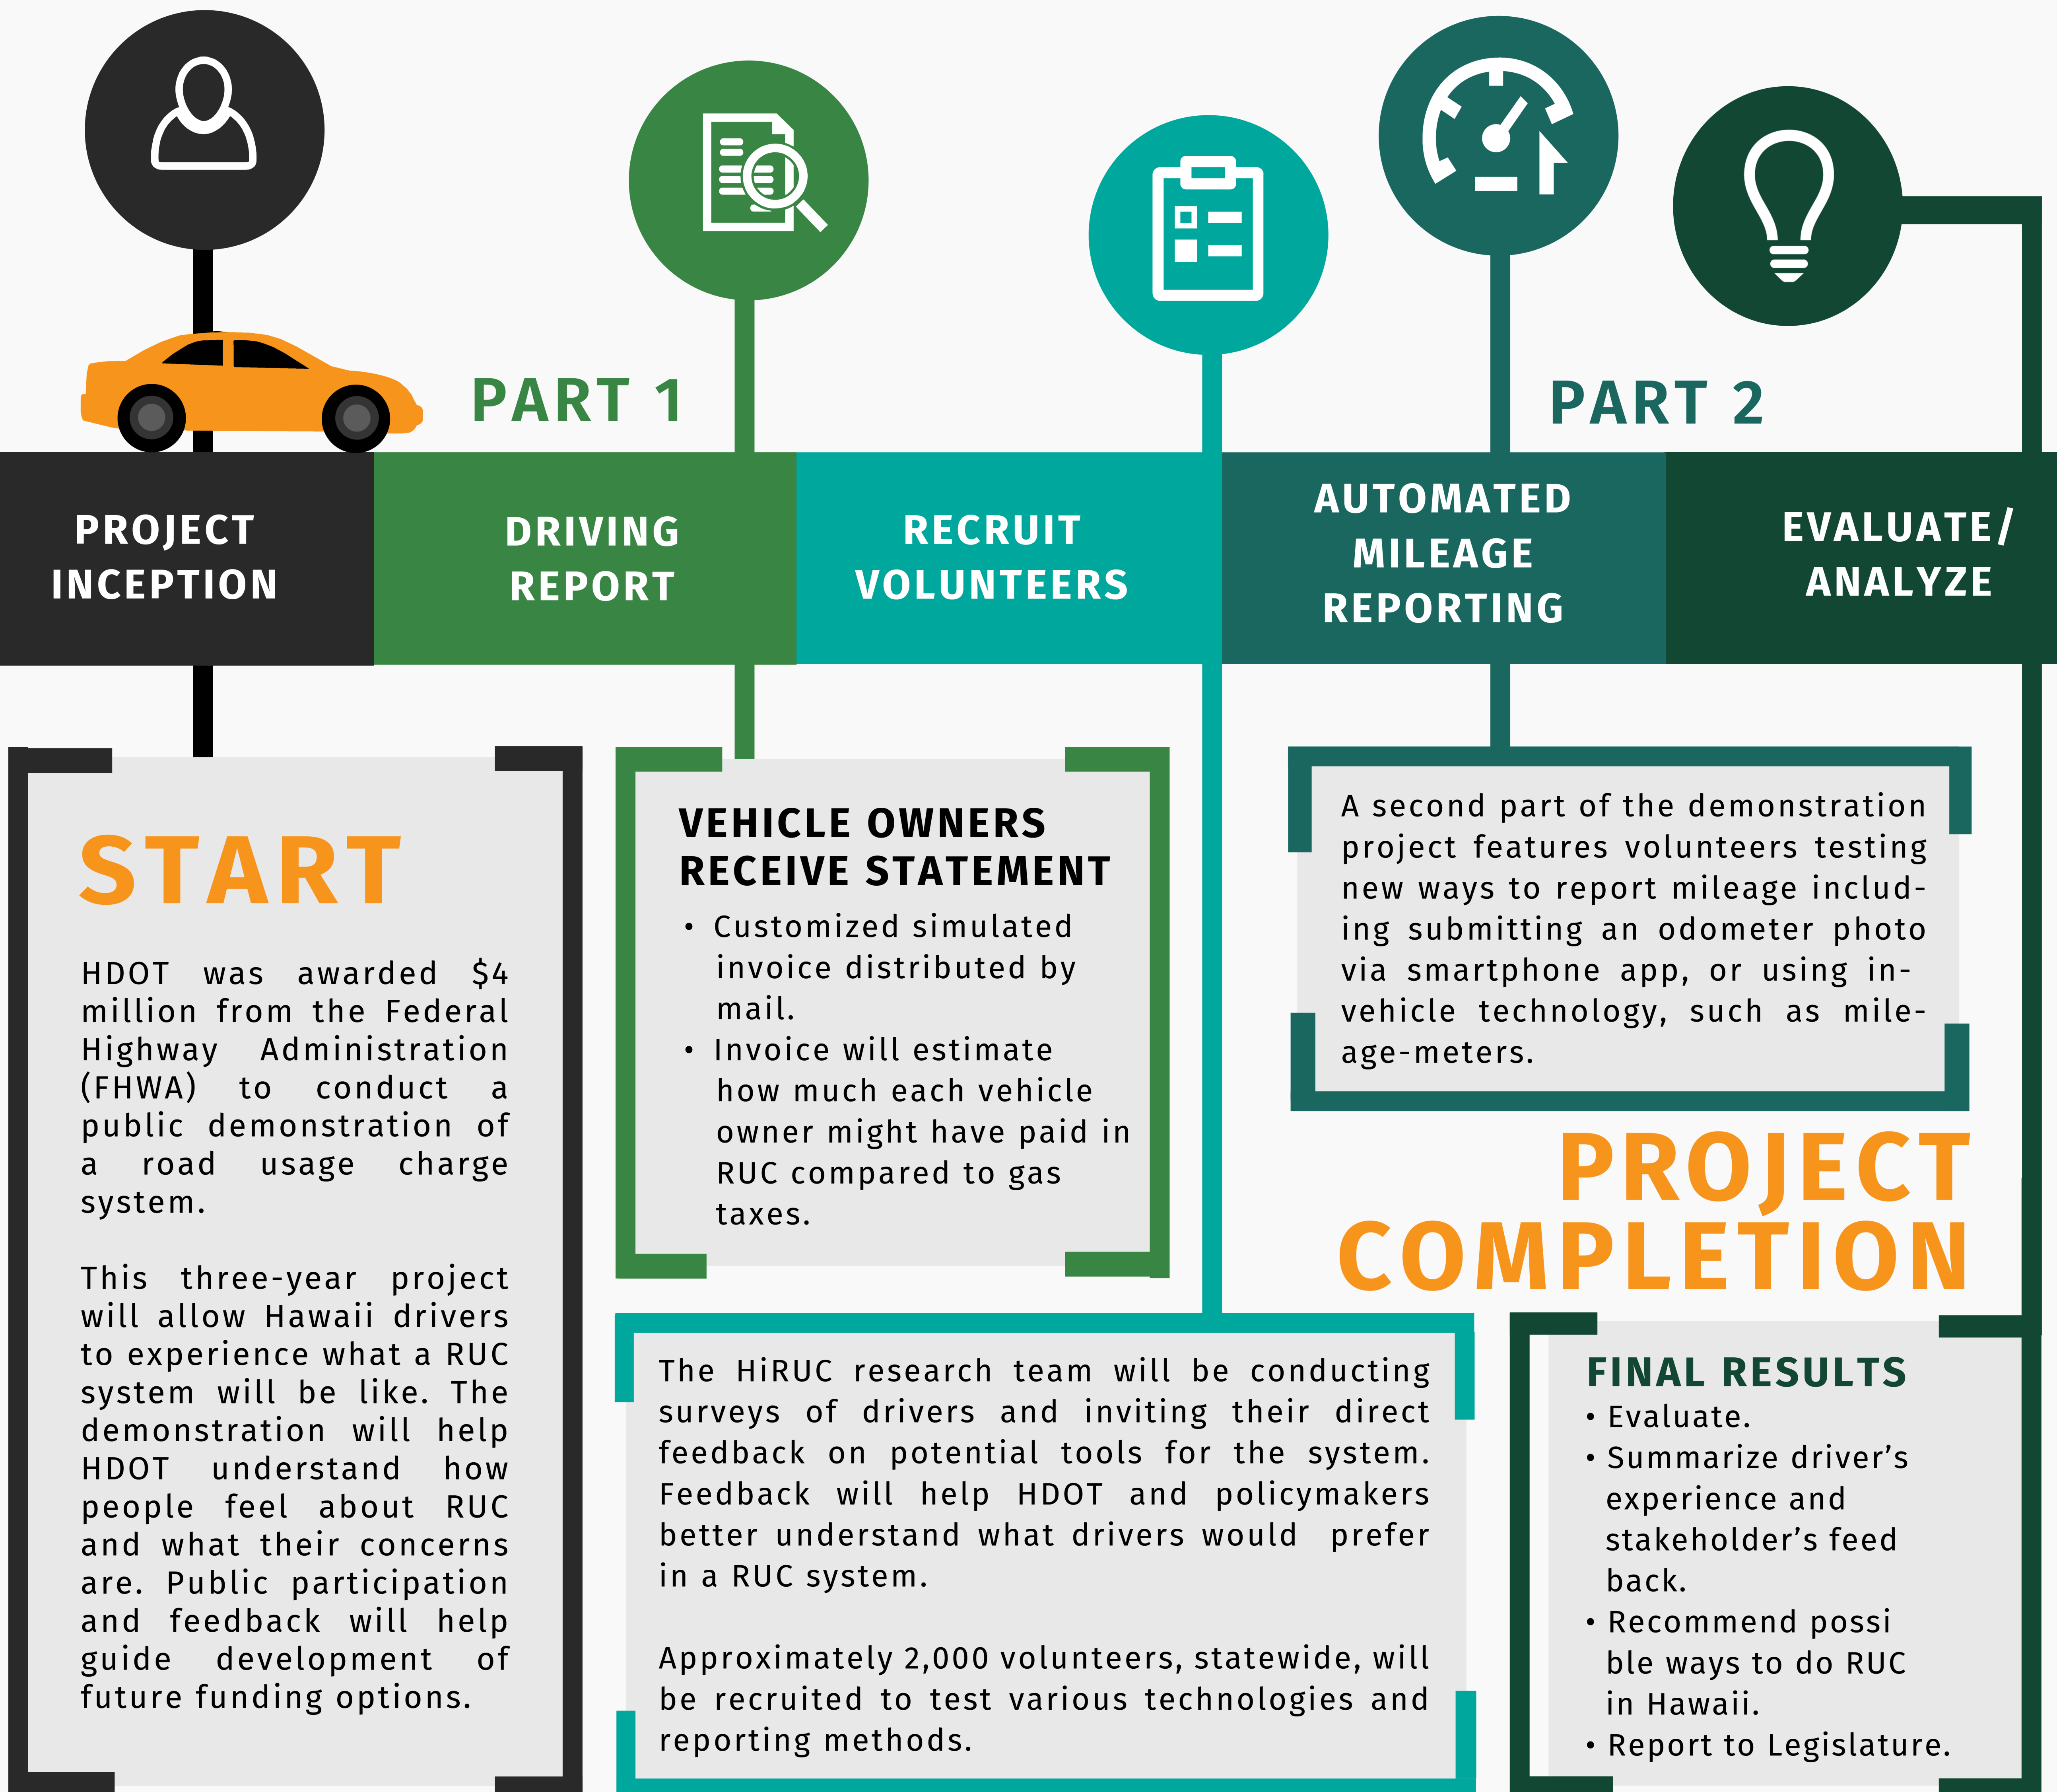 PART 1
PART 2
PROJECT
INCEPTION
DRIVING
REPORT
RECRUIT
VOLUNTEERS
AUTOMATED
MILEAGE
REPORTING
EVALUATE/
ANALYZE
START
HDOT was awarded $4
million from the Federal
Highway Administration
(FHWA) to conduct a
public demonstration of
a road usage charge
system.
This three-year project
will allow Hawaii drivers
to experience what a RUC
system will be like. The
demonstration will help
HDOT understand how
people feel about RUC
and what their concerns
are. Public participation
and feedback will help
guide development of
future funding options.
VEHICLE OWNERS
RECEIVE STATEMENT
• Customized simulated
invoice distributed by
mail.
• Invoice will estimate
how much each vehicle
owner might have paid in
RUC compared to gas
taxes.
The HiRUC research team will be conducting
surveys of drivers and inviting their direct
feedback on potential tools for the system.
Feedback will help HDOT and policymakers
better understand what drivers would prefer
in a RUC system.
Approximately 2,000 volunteers, statewide, will
be recruited to test various technologies and
reporting methods.
A second part of the demonstration
project features volunteers testing
new ways to report mileage includ-
ing submitting an odometer photo
via smartphone app, or using in-
vehicle technology, such as mile-
age-meters.
PROJECT
COMPLETION
FINAL RESULTS
• Evaluate.
• Summarize driver’s
experience and
stakeholder’s feed
back.
• Recommend possi
ble ways to do RUC
in Hawaii.
• Report to Legislature.